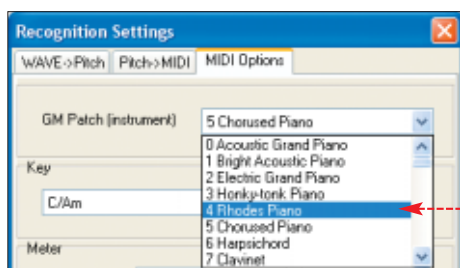 Recognition Settings
WAVE->Pitch Pitch->MIDI MIDI Options
GM Patch (instrument) 5 Chorused Piano
0 Acoustic Grand Piano
1 Bright Acoustic Piano
2 Electric Grand Piano
3 Honky-tonk Piano
4 Rhodes Piano
5 Chorused Piano
6 Harpsichord
7 Clavinet
Key
C/Am
Meter